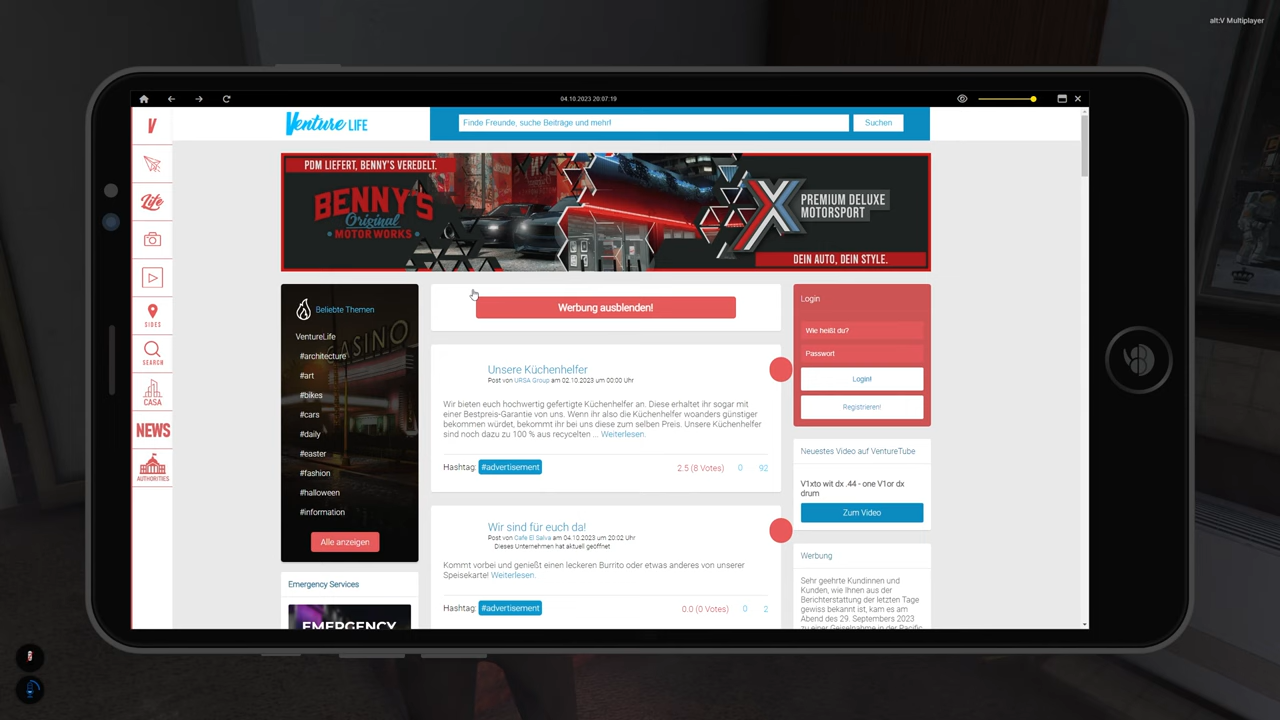 alt:V Multiplayer
04.10.2023 20:07:19
V
Life
SIDES
SEARCH
CASA
NEWS
AUTHORITIES
Venture LIFE
Finde Freunde, suche Beiträge und mehr!
Suchen
PDM LIEFERT, BENNY'S VEREDELT.
BENNY'S
Original
MOTOR WORKS
PREMIUM DELUXE
MOTORSPORT
DEIN AUTO, DEIN STYLE.
Beliebte Themen
CASINO
VentureLife
#architecture
#art
#bikes
#cars
#daily
#easter
#fashion
#halloween
#information
Alle anzeigen
Emergency Services
EMERGENCY
Werbung ausblenden!
Unsere Küchenhelfer
Post von URSA Group am 02.10.2023 um 00:00 Uhr
Wir bieten euch hochwertig gefertigte Küchenhelfer an. Diese erhaltet ihr sogar mit
einer Bestpreis-Garantie von uns. Wenn ihr also die Küchenhelfer woanders günstiger
bekommen würdet, bekommt ihr bei uns diese zum selben Preis. Unsere Küchenhelfer
sind noch dazu zu 100 % aus recycelten ... Weiterlesen.
Hashtag: #advertisement
2.5 (8 Votes) 0 92
Wir sind für euch da!
Post von Cafe El Salva am 04.10.2023 um 20:02 Uhr
Dieses Unternehmen hat aktuell geöffnet
Kommt vorbei und genießt einen leckeren Burrito oder etwas anderes von unserer
Speisekarte! Weiterlesen.
Hashtag: #advertisement
0.0 (0 Votes) 0 2
Login
Wie heißt du?
Passwort
Login!
Registrieren!
Neuestes Video auf VentureTube
V1xto wit dx .44 - one V1or dx
drum
Zum Video
Werbung
Sehr geehrte Kundinnen und
Kunden, wie Ihnen aus der
Berichterstattung der letzten Tage
gewiss bekannt ist, kam es am
Abend des 29. Septembers 2023
zu einer Geiselnahme in der Pacific